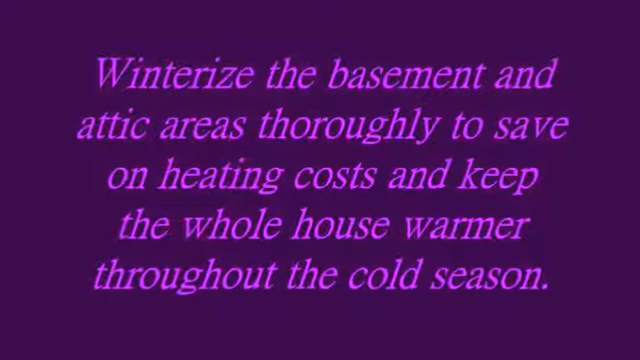 Winterize the basement and
attic areas thoroughly to save
on heating costs and keep
the whole house warmer
throughout the cold season.